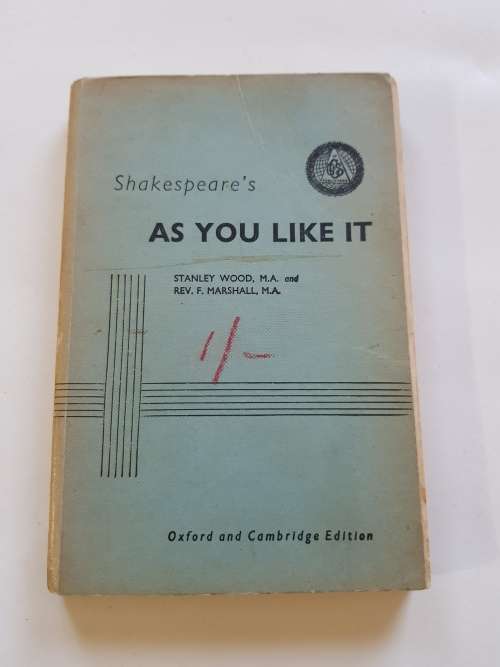 Shakespeare's
AS YOU LIKE IT
STANLEY WOOD, M.A. and
REV. F. MARSHALL, M.A.
1/-
Oxford and Cambridge Edition